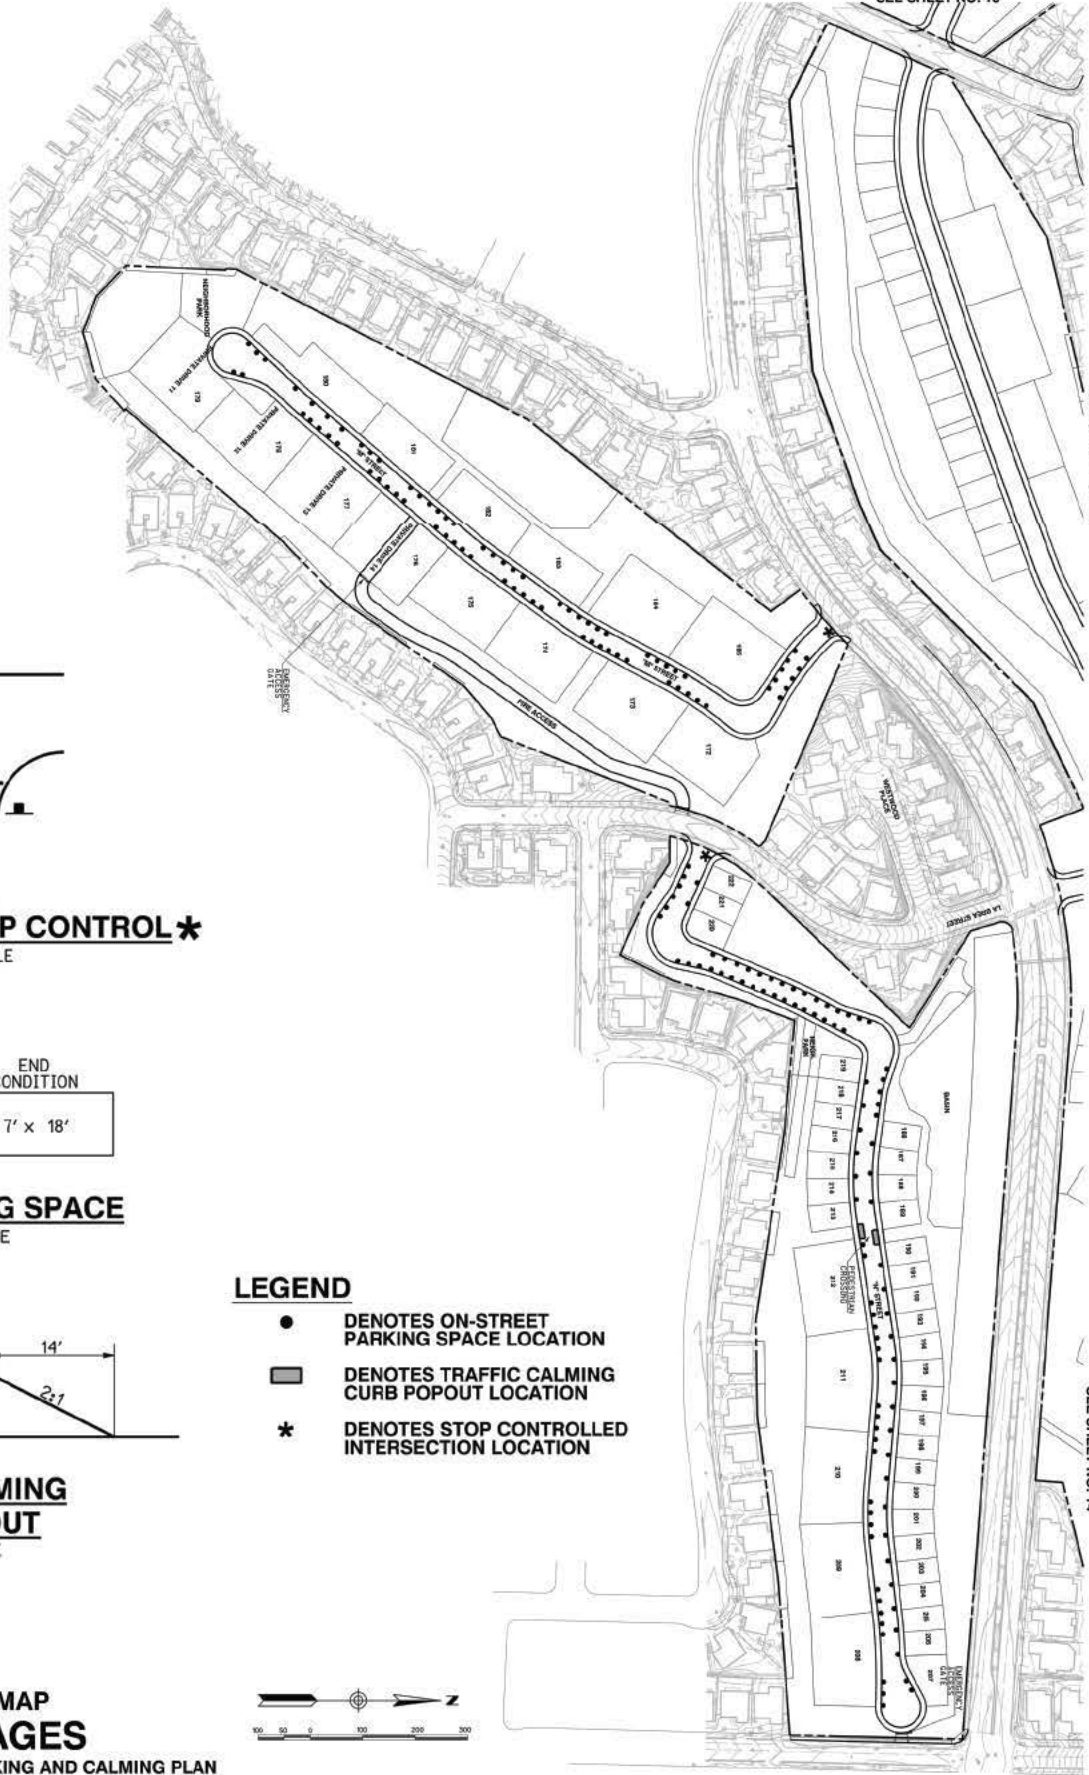 NEIGHBORHOOD
PARK
PRIVATE DRIVE 11
179
PRIVATE DRIVE 12
178
PRIVATE DRIVE 13
177
PRIVATE DRIVE 14
176
175
174
173
172
180
181
182
183
184
185
"M" STREET
"M" STREET
EMERGENCY
ACCESS
GATE
FIRE ACCESS
WESTWOOD
PLACE
LA BREA STREET
222
221
220
PARK
BASIN
219
218
217
216
215
214
213
212
211
210
209
208
186
187
188
189
190
191
192
193
194
195
196
197
198
199
200
201
202
203
204
205
206
207
PEDESTRIAN
CROSSING
"N" STREET
EMERGENCY
ACCESS
GATE
P CONTROL*
LE
END
CONDITION
7' x 18'
G SPACE
E
14'
2:1
MING
OUT
LEGEND
● DENOTES ON-STREET
PARKING SPACE LOCATION
DENOTES TRAFFIC CALMING
CURB POPOUT LOCATION
* DENOTES STOP CONTROLLED
INTERSECTION LOCATION
MAP
AGES
KING AND CALMING PLAN
N
100 50 0 100 200 300